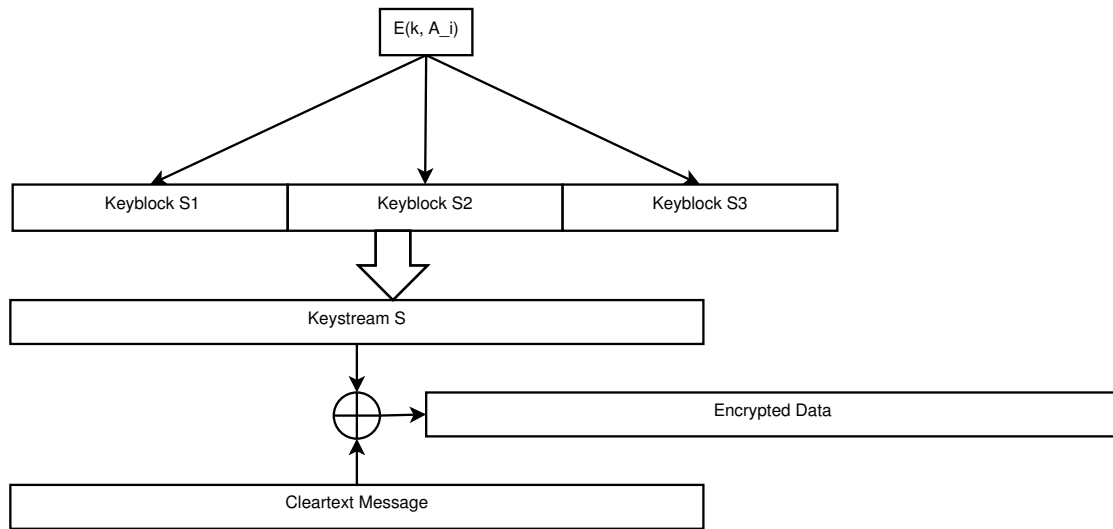 E(k, A_i)
Keyblock S1
Keyblock S2
Keyblock S3
Keystream S
Encrypted Data
Cleartext Message